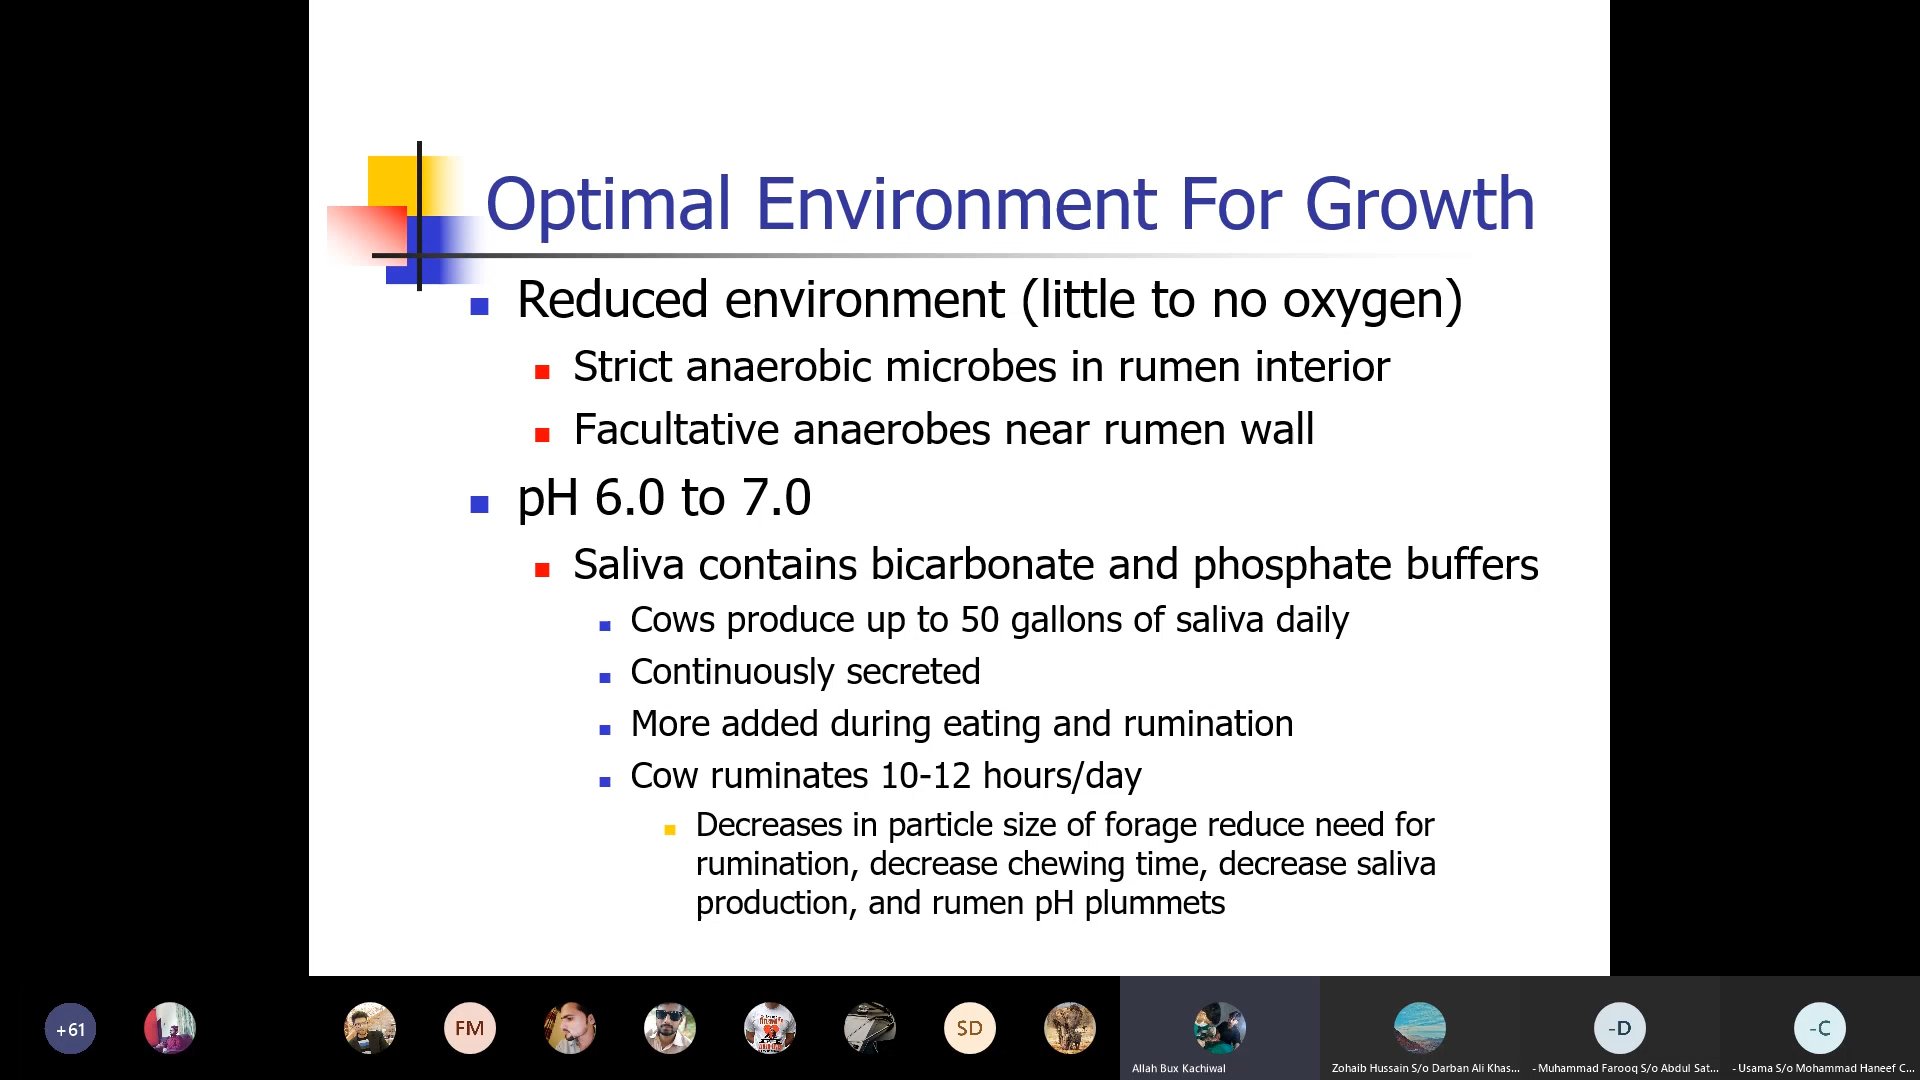 Optimal Environment For Growth
Reduced environment (little to no oxygen)
Strict anaerobic microbes in rumen interior
Facultative anaerobes near rumen wall
pH 6.0 to 7.0
Saliva contains bicarbonate and phosphate buffers
Cows produce up to 50 gallons of saliva daily
Continuously secreted
More added during eating and rumination
Cow ruminates 10-12 hours/day
Decreases in particle size of forage reduce need for
rumination, decrease chewing time, decrease saliva
production, and rumen pH plummets
+61
FM
SD
-D
-C
Allah Bux Kachiwal
Zohaib Hussain S/o Darban Ali Khas...
- Muhammad Farooq S/o Abdul Sat...
- Usama S/o Mohammad Haneef C...